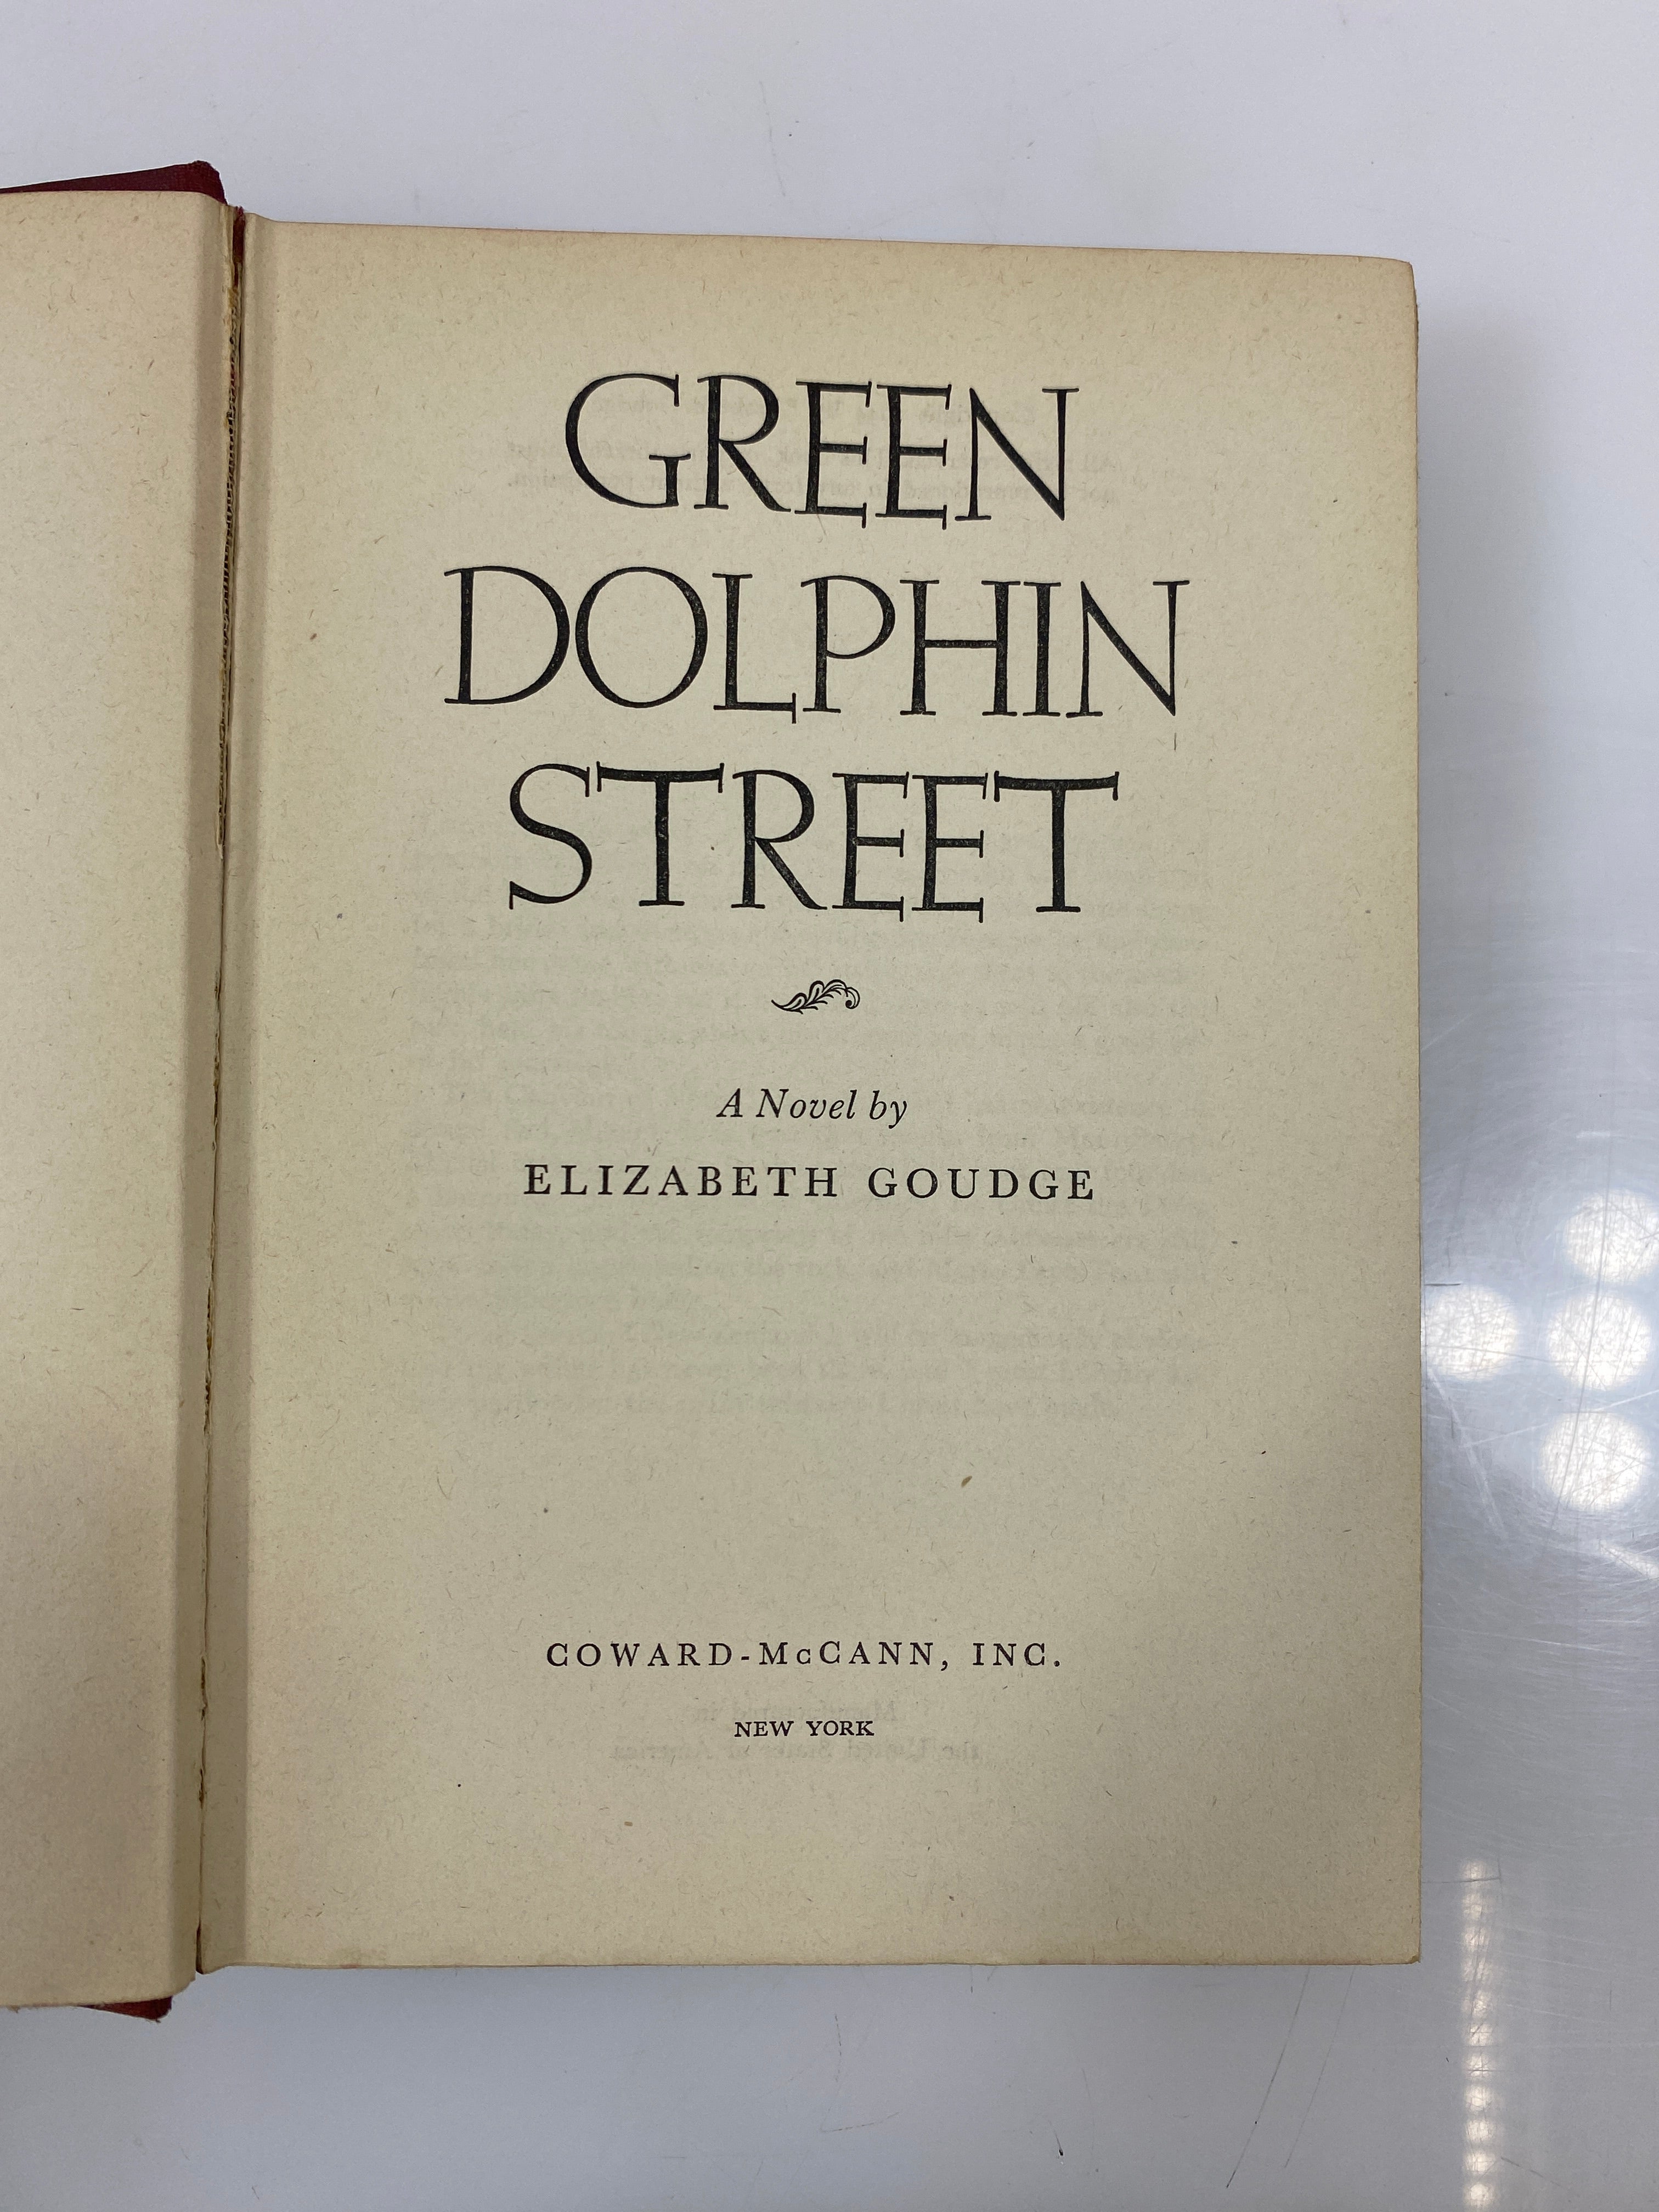 GREEN
DOLPHIN
STREET
A Novel by
ELIZABETH GOUDGE
COWARD-McCANN, INC.
NEW YORK